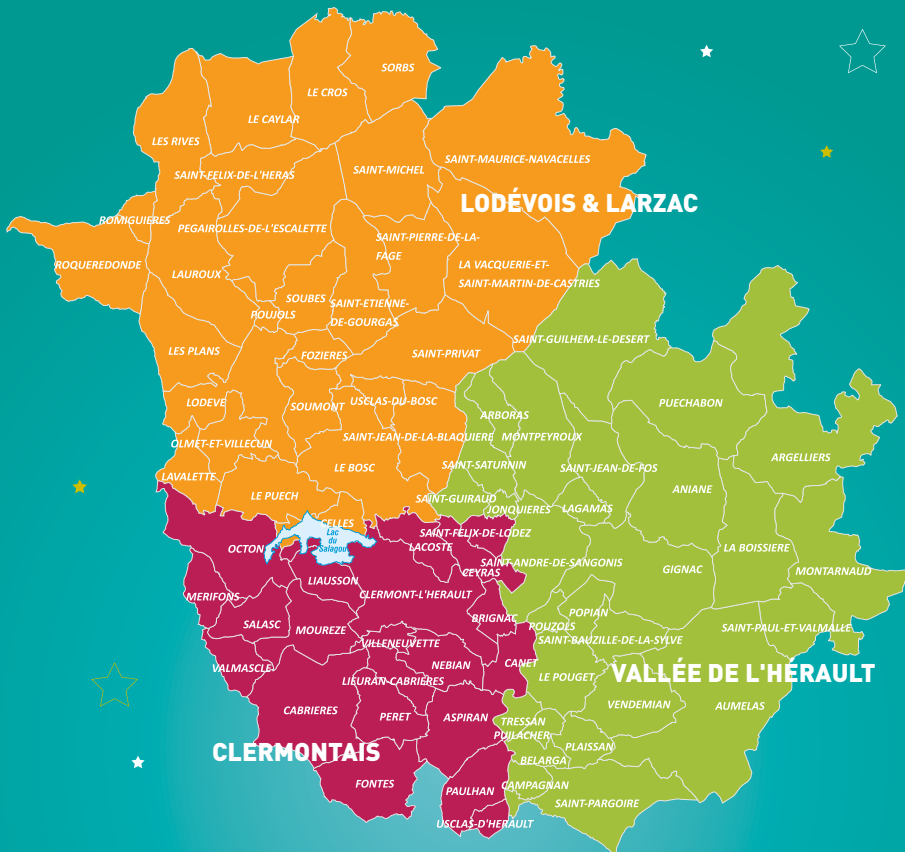 SORBS
LE CROS
LE CAYLAR
LES RIVES
SAINT-MAURICE-NAVACELLES
SAINT-MICHEL
SAINT-FELIX-DE-L'HERAS
LODÉVOIS & LARZAC
ROMIGUIERES
PEGAIROLLES-DE-L'ESCALETTE
SAINT-PIERRE-DE-LA-
FAGE
ROQUEREDONDE
LAUROUX
LA VACQUERIE-ET-
SAINT-MARTIN-DE-CASTRIES
SOUBES
SAINT-ETIENNE-
DE-GOURGAS
POUJOLS
SAINT-GUILHEM-LE-DESERT
LES PLANS
FOZIERES
SAINT-PRIVAT
LODEVE
SOUMONT
USCLAS-DU-BOSC
PUECHABON
ARBORAS
OLMET-ET-VILLECUN
SAINT-JEAN-DE-LA-BLAQUIERE
MONTPEYROUX
ARGELLIERS
LAVALETTE
LE BOSC
SAINT-SATURNIN
SAINT-JEAN-DE-FOS
ANIANE
LE PUECH
SAINT-GUIRAUD
JONQUIERES
LAGAMAS
CELLES
Lac
du
Salagou
SAINT-FELIX-DE-LODEZ
OCTON
LACOSTE
LA BOISSIERE
SAINT-ANDRE-DE-SANGONIS
CEYRAS
GIGNAC
MONTARNAUD
LIAUSSON
MERIFONS
CLERMONT-L'HERAULT
POPIAN
BRIGNAC
SALASC
MOUREZE
POUZOLS
SAINT-PAUL-ET-VALMALLE
VILLENEUVETTE
SAINT-BAUZILLE-DE-LA-SYLVE
VALMASCLE
NEBIAN
CANET
VALLÉE DE L'HÉRAULT
LIEURAN-CABRIERES
LE POUGET
CABRIERES
PERET
ASPIRAN
VENDEMIAN
AUMELAS
TRESSAN
PUILACHER
CLERMONTAIS
PLAISSAN
BELARGA
FONTES
PAULHAN
CAMPAGNAN
SAINT-PARGOIRE
USCLAS-D'HERAULT